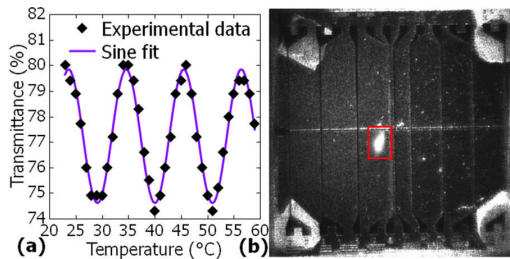 Experimental data
Sine fit
81
80
79
78
77
76
75
74
Transmittance (%)
20 25 30 35 40 45 50 55 60
Temperature (°C)
(a)
(b)